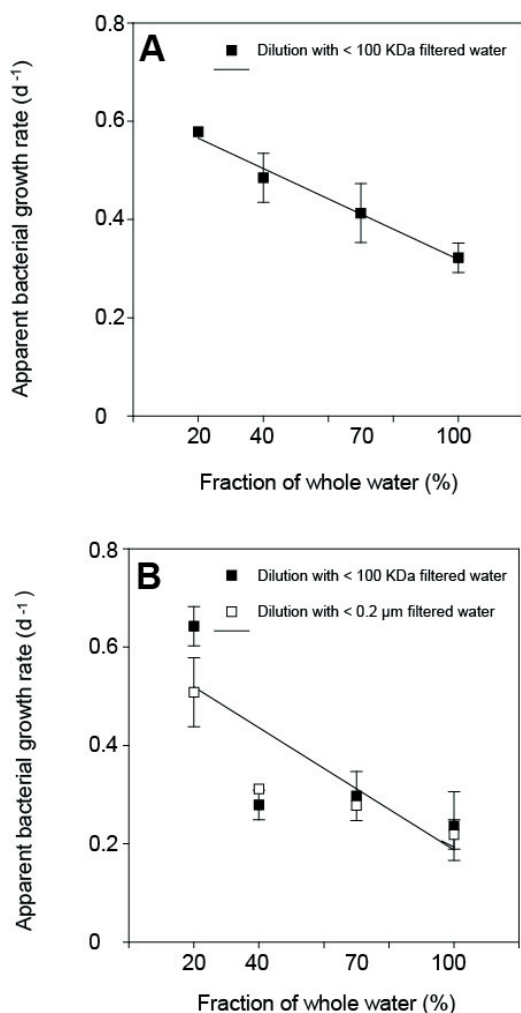 A
Dilution with < 100 KDa filtered water
Apparent bacterial growth rate (d -1)
0.8
0.6
0.4
0.2
0
20 40 70 100
Fraction of whole water (%)
B
Dilution with < 100 KDa filtered water
Dilution with < 0.2 µm filtered water
Apparent bacterial growth rate (d -1)
0.8
0.6
0.4
0.2
0
20 40 70 100
Fraction of whole water (%)